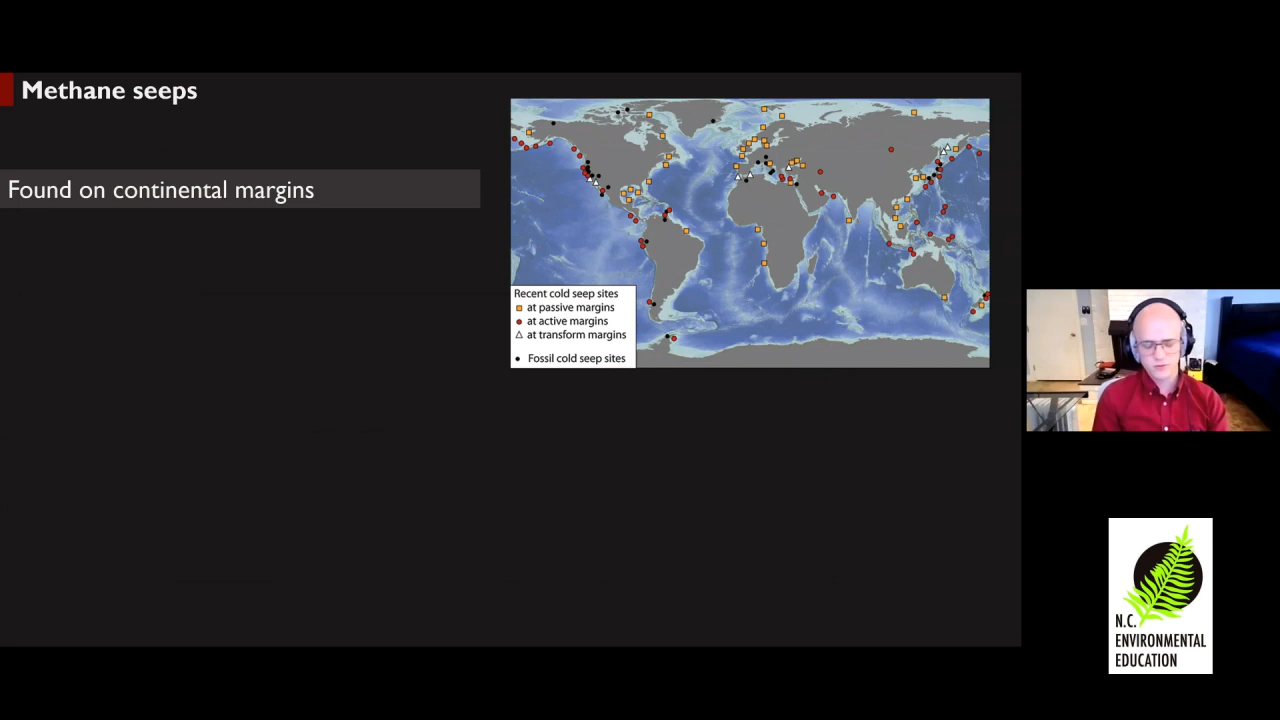 Methane seeps
Found on continental margins
Recent cold seep sites
at passive margins
at active margins
at transform margins
Fossil cold seep sites
N.C.
ENVIRONMENTAL
EDUCATION